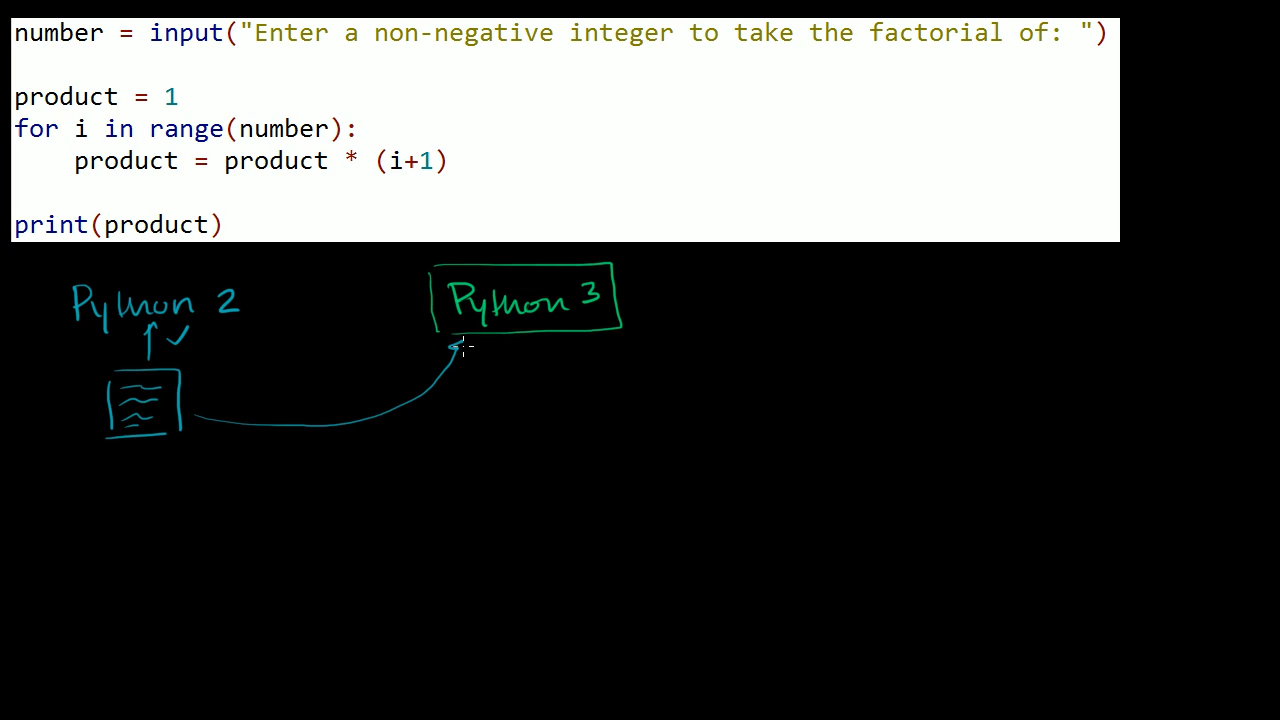 number = input("Enter a non-negative integer to take the factorial of: ")
product = 1
for i in range(number):
    product = product * (i+1)
print(product)
Python 2
Python 3